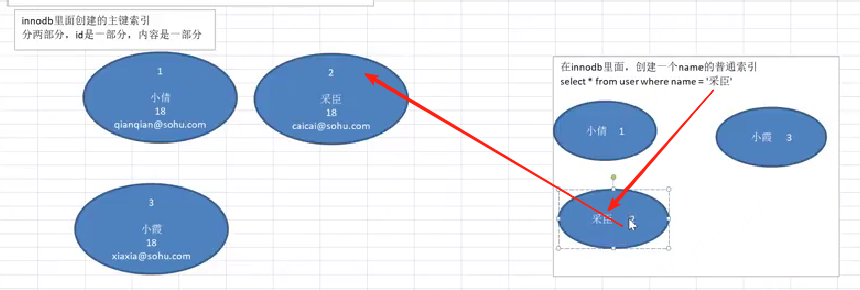 innodb里面创建的主键索引
分两部分，id是一部分，内容是一部分
1
小倩
18
qianqian@sohu.com
2
采臣
18
caicai@sohu.com
3
小霞
18
xiaxia@sohu.com
在innodb里面，创建一个name的普通索引
select * from user where name = '采臣'
小倩 1
小霞 3
采臣 2